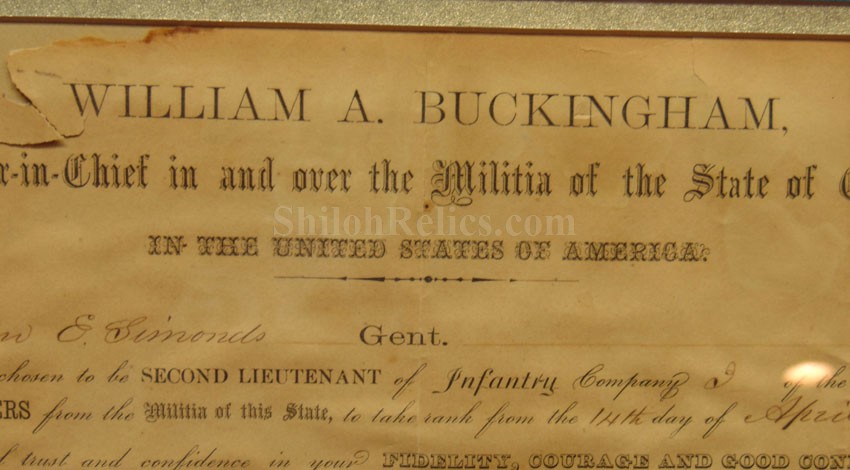 WILLIAM A. BUCKINGHAM,
r-in-Chief in and over the Militia of the State of C
ShilohRelics.com
IN THE UNITED STATES OF AMERICA.
E. Simonds Gent.
chosen to be SECOND LIEUTENANT of Infantry Company I of the
ERS from the Militia of this State, to take rank from the 14th day of Apri
l trust and confidence in your FIDELITY, COURAGE AND GOOD CON